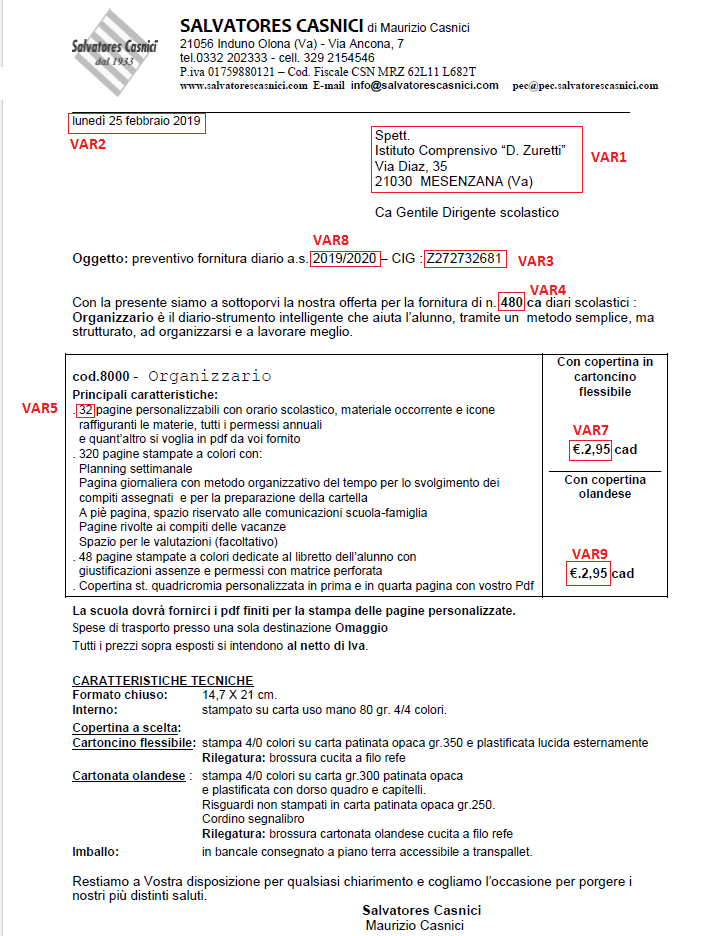 Salvatores Casnici
dal 1933
SALVATORES CASNICI di Maurizio Casnici
21056 Induno Olona (Va) - Via Ancona, 7
tel.0332 202333 - cell. 329 2154546
P.iva 01759880121 – Cod. Fiscale CSN MRZ 62L11 L682T
www.salvatorescasnici.com E-mail info@salvatorescasnici.com pec@pec.salvatorescasnici.com
lunedì 25 febbraio 2019
VAR2
Spett.
Istituto Comprensivo “D. Zuretti”
Via Diaz, 35
21030 MESENZANA (Va)
VAR1
Ca Gentile Dirigente scolastico
VAR8
Oggetto: preventivo fornitura diario a.s. 2019/2020 – CIG : Z272732681 VAR3
VAR4
Con la presente siamo a sottoporvi la nostra offerta per la fornitura di n. 480 ca diari scolastici :
Organizzario è il diario-strumento intelligente che aiuta l’alunno, tramite un metodo semplice, ma
strutturato, ad organizzarsi e a lavorare meglio.
cod.8000 - Organizzario
Principali caratteristiche:
VAR5
. 32 pagine personalizzabili con orario scolastico, materiale occorrente e icone
raffiguranti le materie, tutti i permessi annuali
e quant'altro si voglia in pdf da voi fornito
. 320 pagine stampate a colori con:
Planning settimanale
Pagina giornaliera con metodo organizzativo del tempo per lo svolgimento dei
compiti assegnati e per la preparazione della cartella
A piè pagina, spazio riservato alle comunicazioni scuola-famiglia
Pagine rivolte ai compiti delle vacanze
Spazio per le valutazioni (facoltativo)
. 48 pagine stampate a colori dedicate al libretto dell’alunno con
giustificazioni assenze e permessi con matrice perforata
. Copertina st. quadricromia personalizzata in prima e in quarta pagina con vostro Pdf
Con copertina in
cartoncino
flessibile
VAR7
€.2,95 cad
Con copertina
olandese
VAR9
€.2,95 cad
La scuola dovrà fornirci i pdf finiti per la stampa delle pagine personalizzate.
Spese di trasporto presso una sola destinazione Omaggio
Tutti i prezzi sopra esposti si intendono al netto di Iva.
CARATTERISTICHE TECNICHE
Formato chiuso: 14,7 X 21 cm.
Interno: stampato su carta uso mano 80 gr. 4/4 colori.
Copertina a scelta:
Cartoncino flessibile: stampa 4/0 colori su carta patinata opaca gr.350 e plastificata lucida esternamente
Rilegatura: brossura cucita a filo refe
Cartonata olandese : stampa 4/0 colori su carta gr.300 patinata opaca
e plastificata con dorso quadro e capitelli.
Risguardi non stampati in carta patinata opaca gr.250.
Cordino segnalibro
Rilegatura: brossura cartonata olandese cucita a filo refe
Imballo: in bancale consegnato a piano terra accessibile a transpallet.
Restiamo a Vostra disposizione per qualsiasi chiarimento e cogliamo l’occasione per porgere i
nostri più distinti saluti.
Salvatores Casnici
Maurizio Casnici